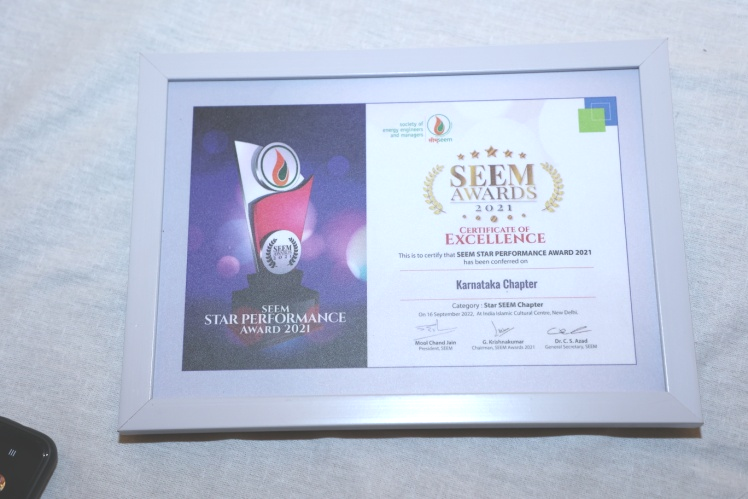 society of
energy engineers
and managers
seem
SEEM
AWARDS
2021
CERTIFICATE OF
EXCELLENCE
This is to certify that SEEM STAR PERFORMANCE AWARD 2021
has been conferred on
Karnataka Chapter
Category : Star SEEM Chapter
On 16 September 2022, At India Islamic Cultural Centre, New Delhi.
Mool Chand Jain
President, SEEM
G. Krishnakumar
Chairman, SEEM Awards 2021
Dr. C. S. Azad
General Secretary, SEEM
SEEM
SEEM
STAR PERFORMANCE
AWARD 2021